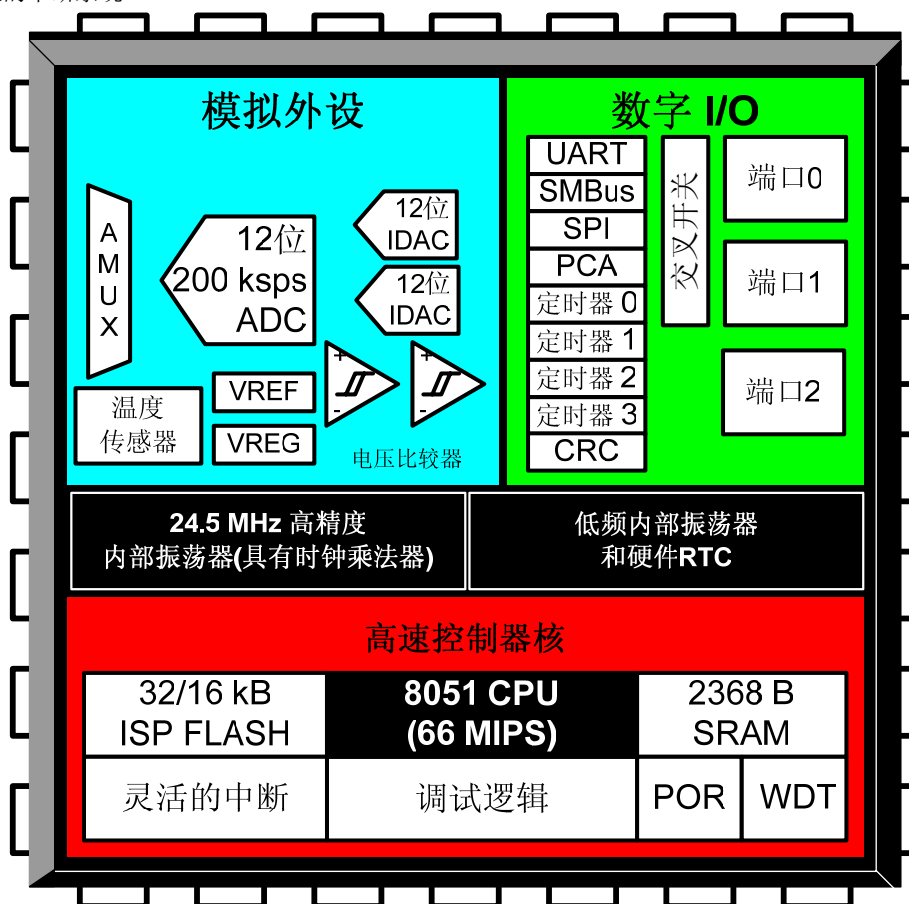 模拟外设
数字 I/O
A
M
U
X
12位
200 ksps
ADC
12位
IDAC
12位
IDAC
+
-
+
-
温度
传感器
VREF
VREG
电压比较器
UART
SMBus
SPI
PCA
定时器 0
定时器 1
定时器 2
定时器 3
CRC
交叉开关
端口0
端口1
端口2
24.5 MHz 高精度
内部振荡器(具有时钟乘法器)
低频内部振荡器
和硬件RTC
高速控制器核
32/16 kB
ISP FLASH
8051 CPU
(66 MIPS)
2368 B
SRAM
灵活的中断
调试逻辑
POR
WDT